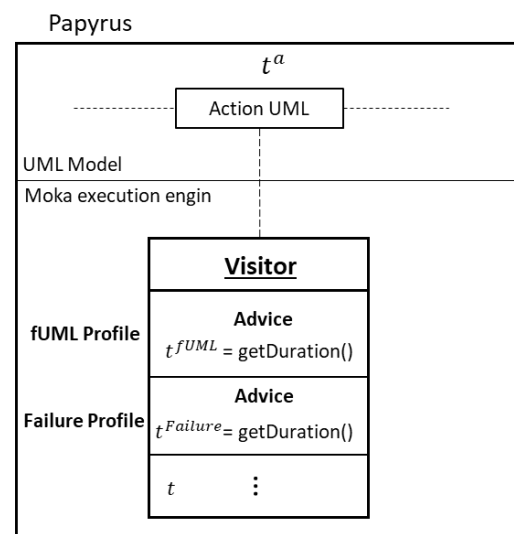 Papyrus
t^a
Action UML
UML Model
Moka execution engin
Visitor
fUML Profile
Advice
t^fUML = getDuration()
Failure Profile
Advice
t^Failure = getDuration()
t ⋮